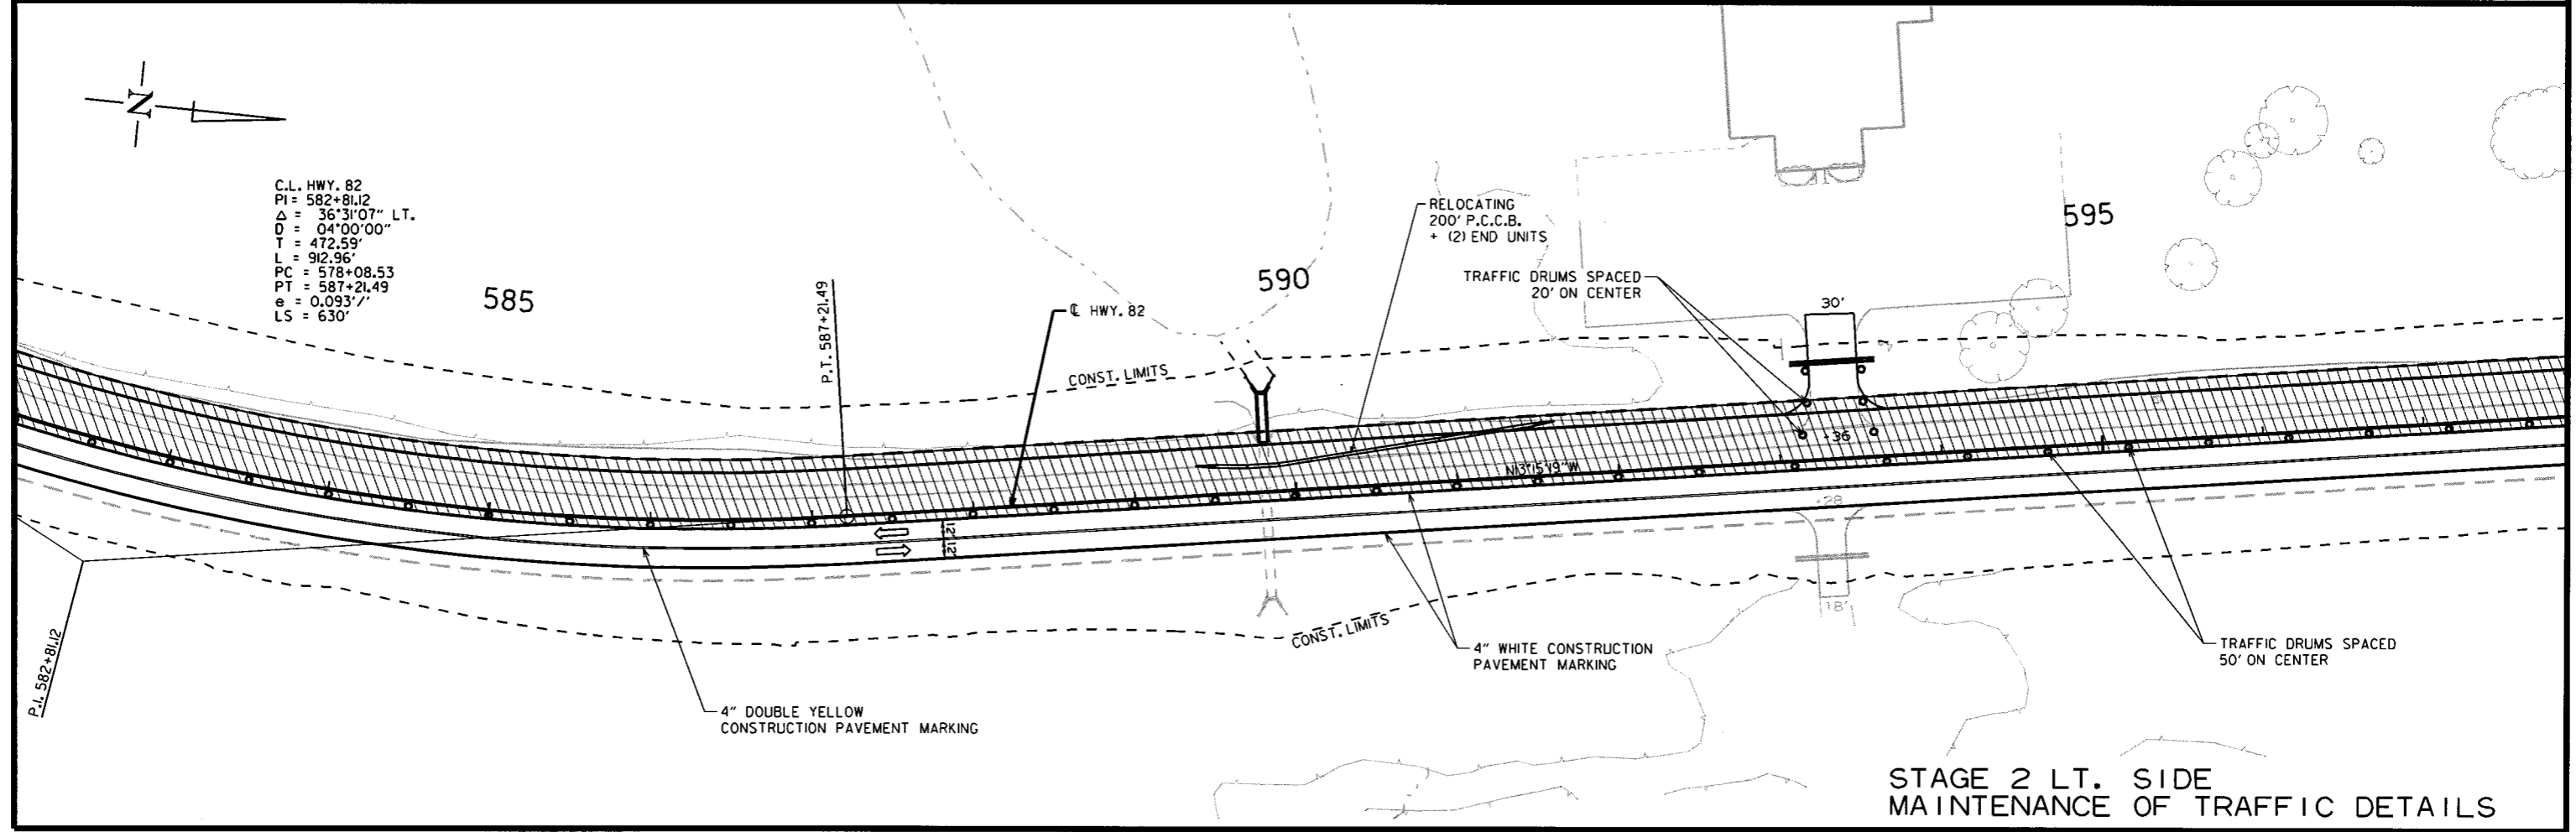 N
C.L. HWY. 82
PI = 582+81.12
Δ = 36°31'07" LT.
D = 04°00'00"
T = 472.59'
L = 912.96'
PC = 578+08.53
PT = 587+21.49
e = 0.093'/'
LS = 630'
585
P.T. 587+21.49
℄ HWY. 82
590
CONST. LIMITS
RELOCATING
200' P.C.C.B.
+ (2) END UNITS
TRAFFIC DRUMS SPACED
20' ON CENTER
30'
595
+36
N13°15'19"W
12'
12'
+28
18'
CONST. LIMITS
P.I. 582+81.12
4" DOUBLE YELLOW
CONSTRUCTION PAVEMENT MARKING
4" WHITE CONSTRUCTION
PAVEMENT MARKING
TRAFFIC DRUMS SPACED
50' ON CENTER
STAGE 2 LT. SIDE
MAINTENANCE OF TRAFFIC DETAILS